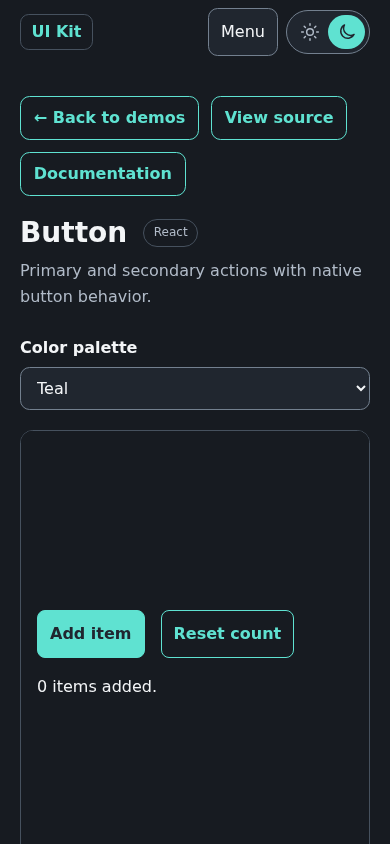 UI Kit
Menu
← Back to demos
View source
Documentation
Button
React
Primary and secondary actions with native
button behavior.
Color palette
Teal
Add item
Reset count
0 items added.